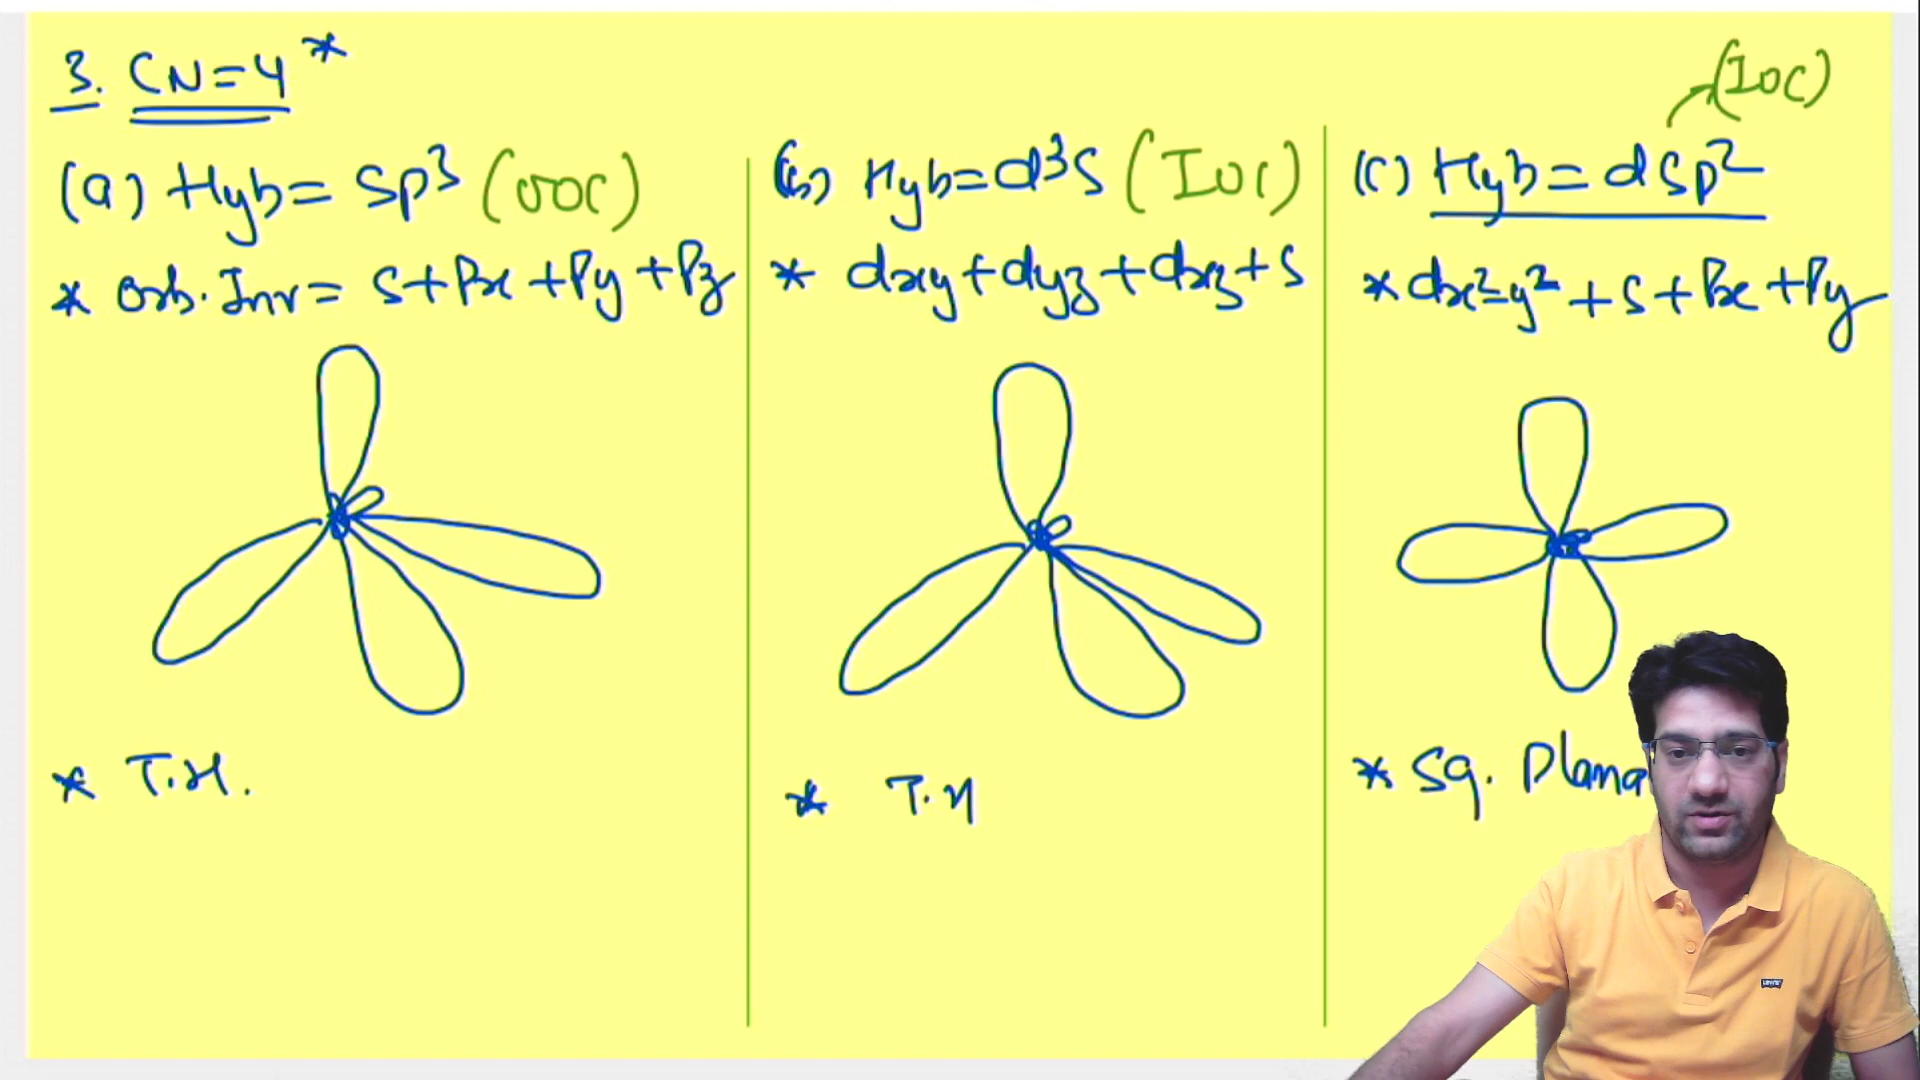 3. CN=4*
(IOC)
(a) Hyb= sp³ (OOC)
* Orb. Inv= s+Px+Py+Pz
* T.H.
(b) Hyb=d³s (IOC)
* dxy+dyz+dxz+s
* T.H
(c) Hyb= dsp²
* dx²-y²+s+Px+Py
* Sq. Plana
Levi's